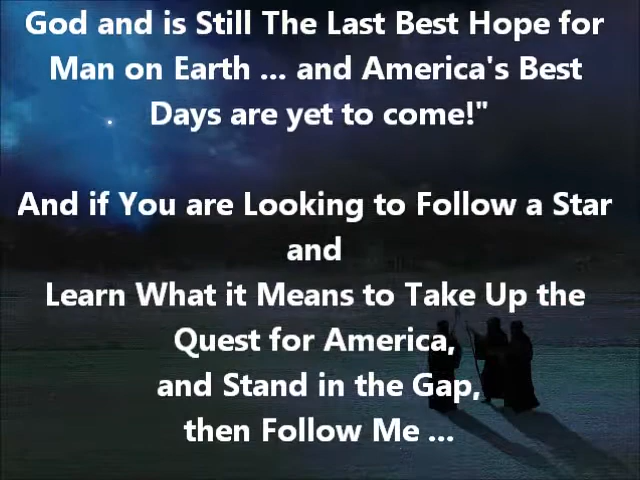 God and is Still The Last Best Hope for
Man on Earth ... and America's Best
Days are yet to come!"
And if You are Looking to Follow a Star
and
Learn What it Means to Take Up the
Quest for America,
and Stand in the Gap,
then Follow Me ...